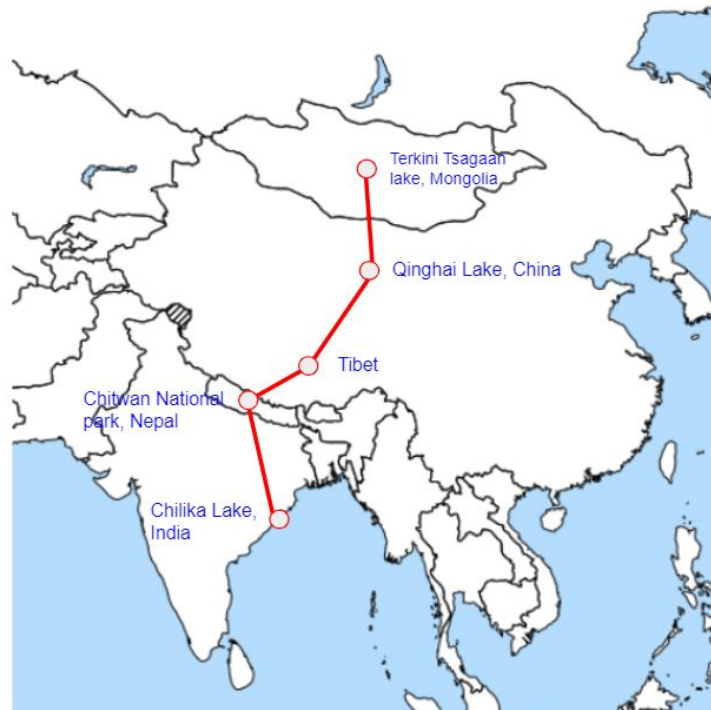 Terkini Tsagaan
lake, Mongolia
Qinghai Lake, China
Tibet
Chitwan National
park, Nepal
Chilika Lake,
India